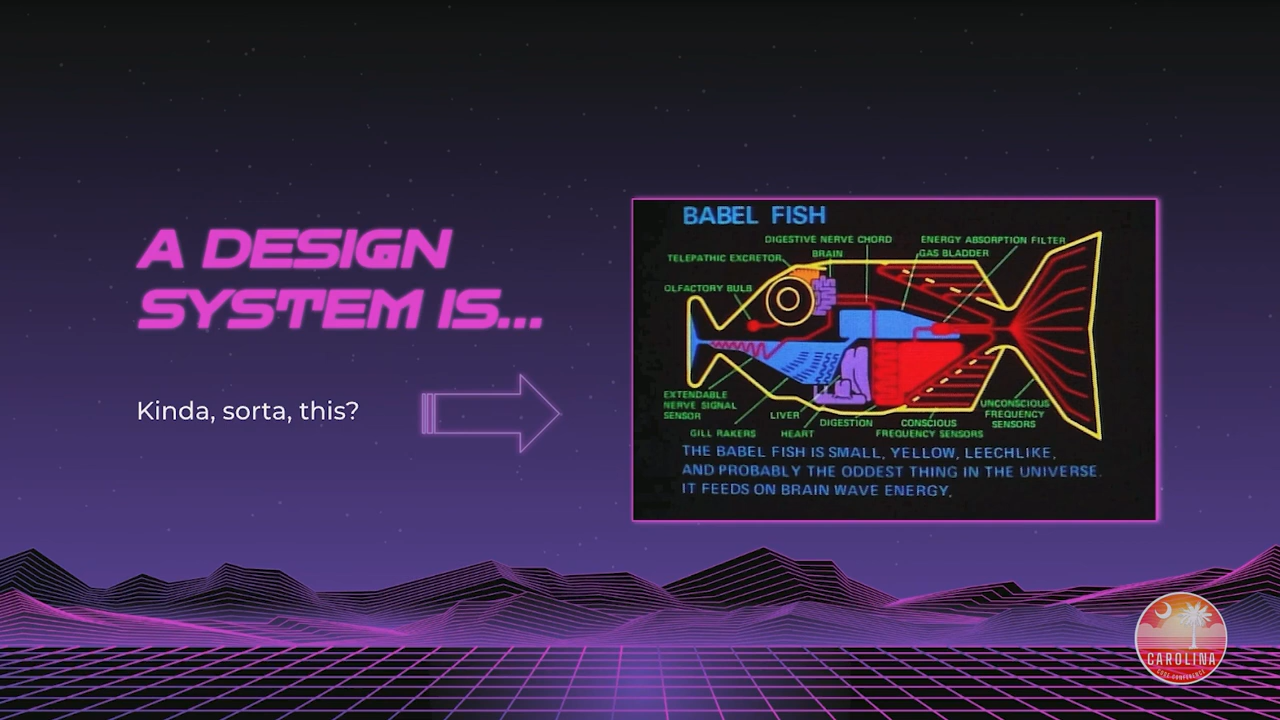 A DESIGN
SYSTEM IS...
Kinda, sorta, this?
BABEL FISH
DIGESTIVE NERVE CHORD
ENERGY ABSORPTION FILTER
TELEPATHIC EXCRETOR
BRAIN
GAS BLADDER
OLFACTORY BULB
EXTENDABLE
NERVE SIGNAL
SENSOR
GILL RAKERS
LIVER
HEART
DIGESTION
CONSCIOUS
FREQUENCY SENSORS
UNCONSCIOUS
FREQUENCY
SENSORS
THE BABEL FISH IS SMALL, YELLOW, LEECHLIKE,
AND PROBABLY THE ODDEST THING IN THE UNIVERSE.
IT FEEDS ON BRAIN WAVE ENERGY,
CAROLINA
CODE CONFERENCE